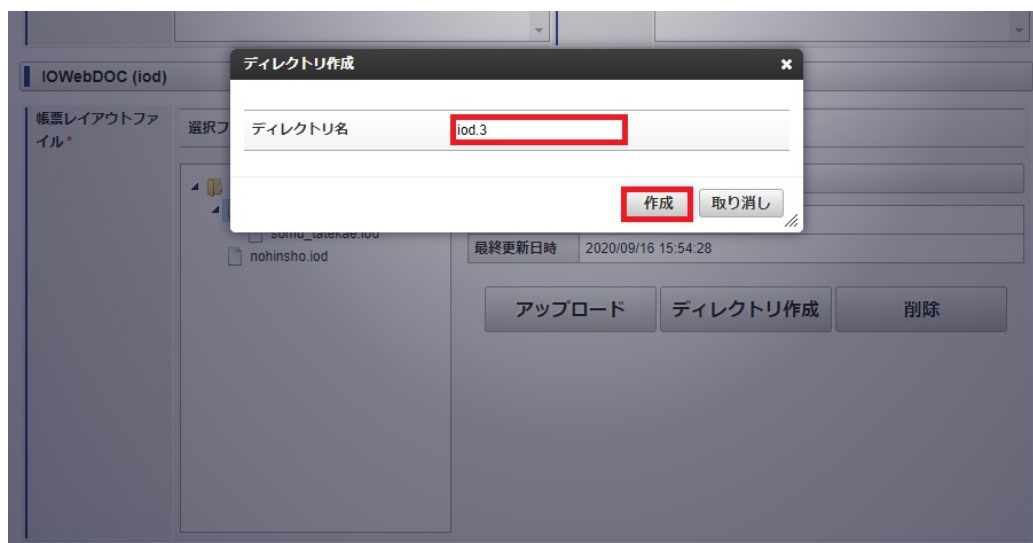 ディレクトリ作成
IOWebDOC (iod)
帳票レイアウトファイル*
選択フ
ディレクトリ名
iod.3
作成
取り消し
somu_tatekae.iod
nohinsho.iod
最終更新日時
2020/09/16 15:54:28
アップロード
ディレクトリ作成
削除